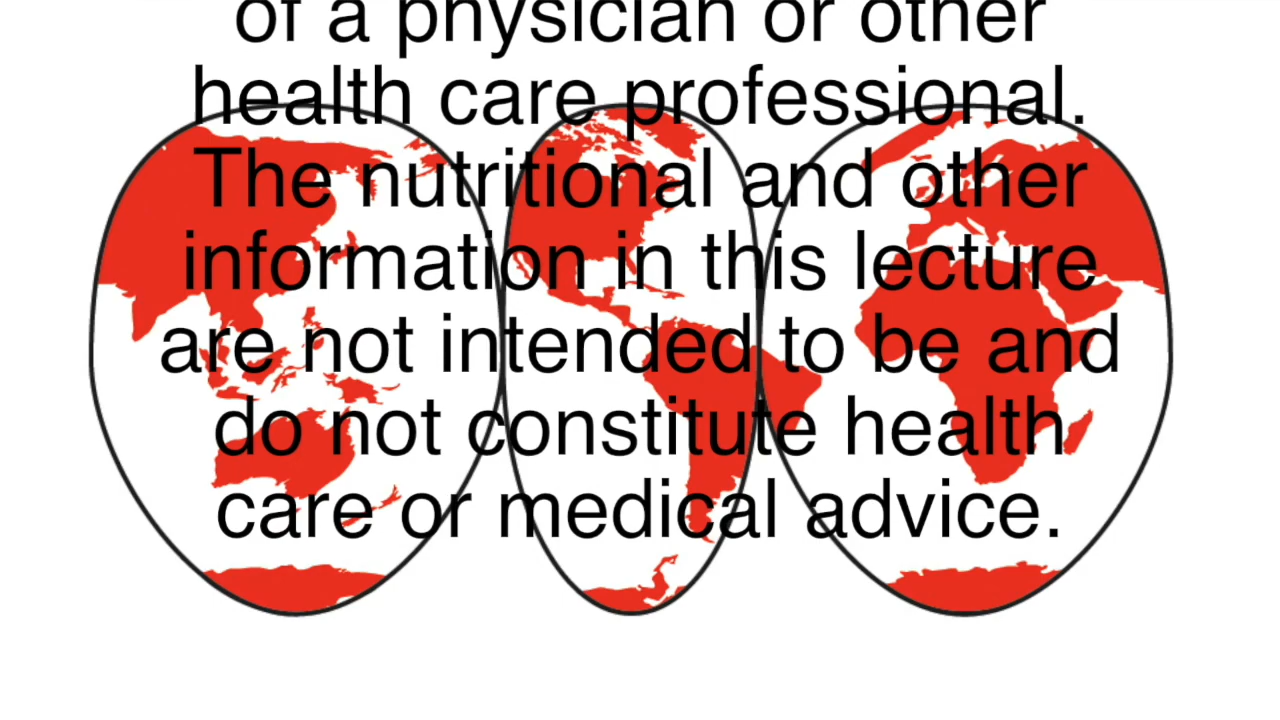 of a physician or other
health care professional.
The nutritional and other
information in this lecture
are not intended to be and
do not constitute health
care or medical advice.